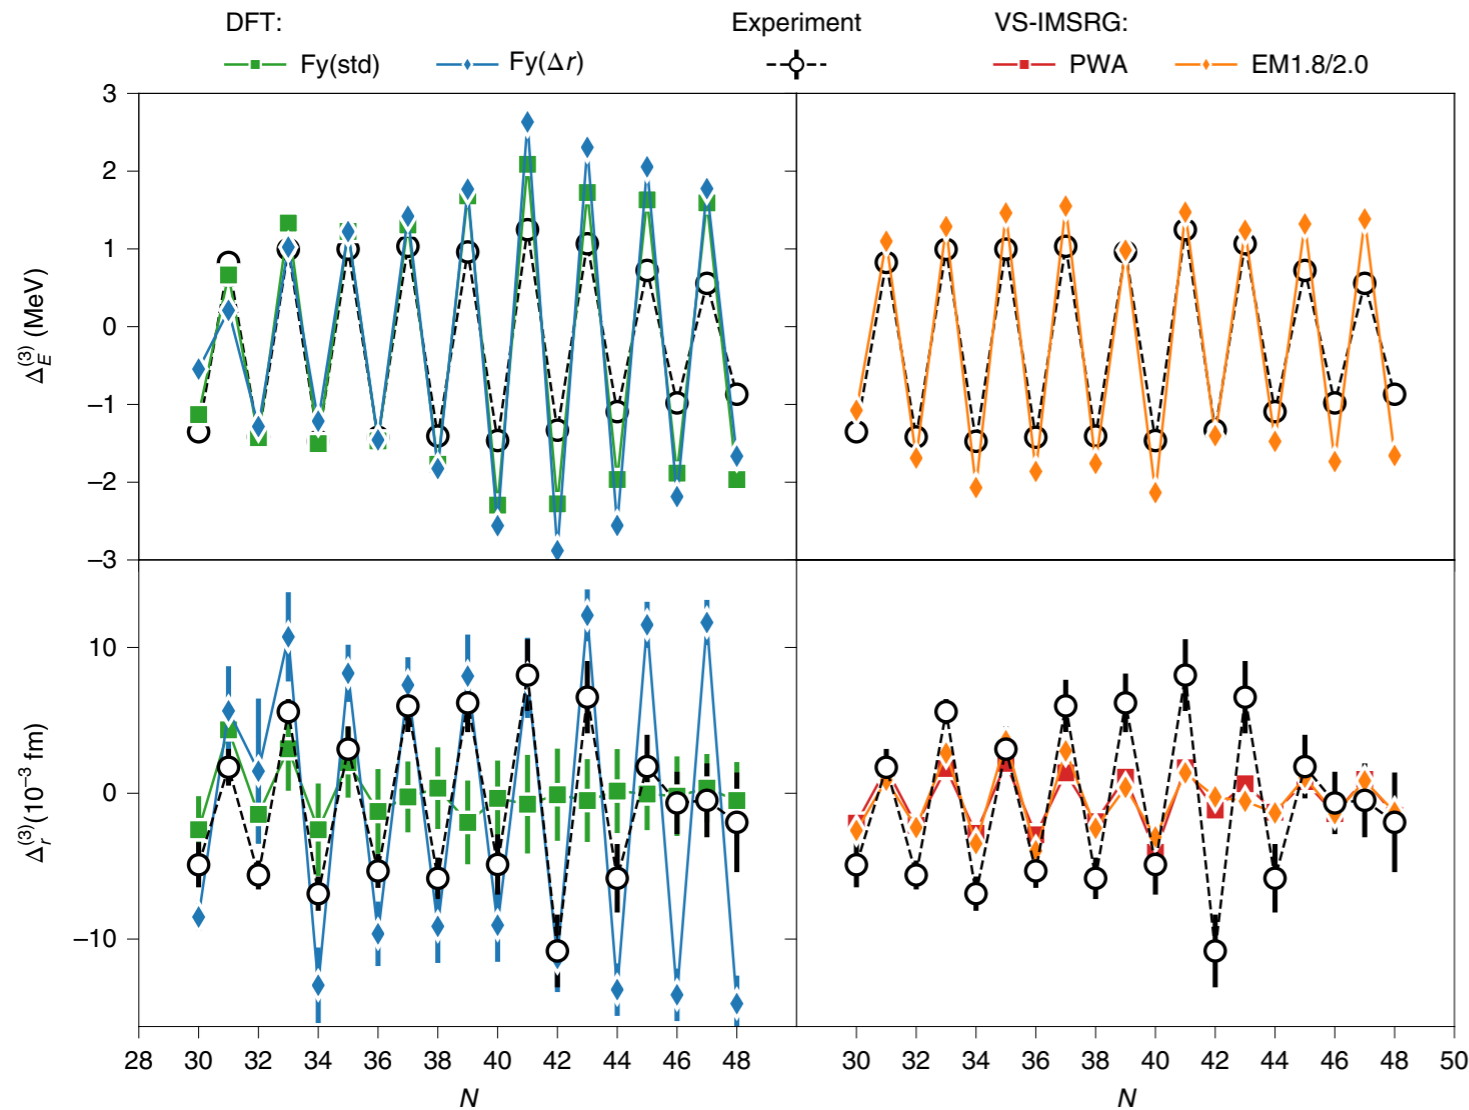 DFT: Experiment VS-IMSRG:
Fy(std) Fy(Δr) PWA EM1.8/2.0
3
2
1
0
−1
−2
−3
Δ_E^(3) (MeV)
10
0
−10
Δ_r^(3)(10^−3 fm)
28 30 32 34 36 38 40 42 44 46 48 30 32 34 36 38 40 42 44 46 48 50
N N